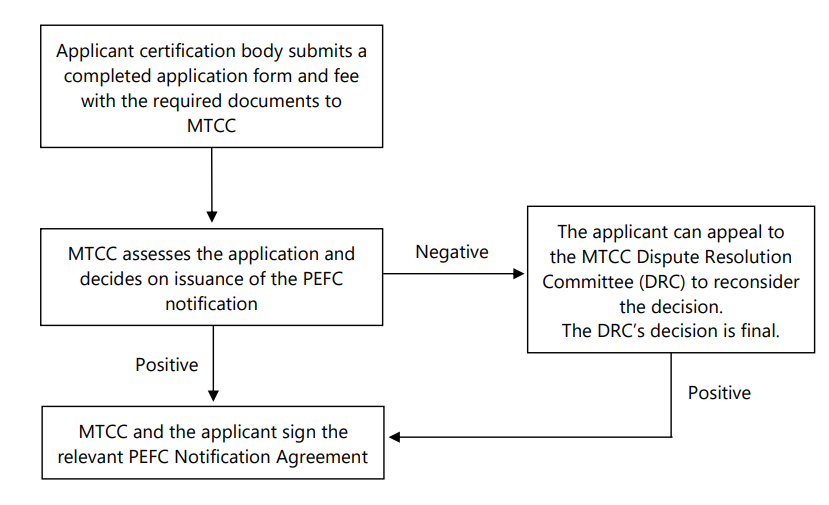 Applicant certification body submits a
completed application form and fee
with the required documents to
MTCC
MTCC assesses the application and
decides on issuance of the PEFC
notification
Negative
The applicant can appeal to
the MTCC Dispute Resolution
Committee (DRC) to reconsider
the decision.
The DRC’s decision is final.
Positive
Positive
MTCC and the applicant sign the
relevant PEFC Notification Agreement